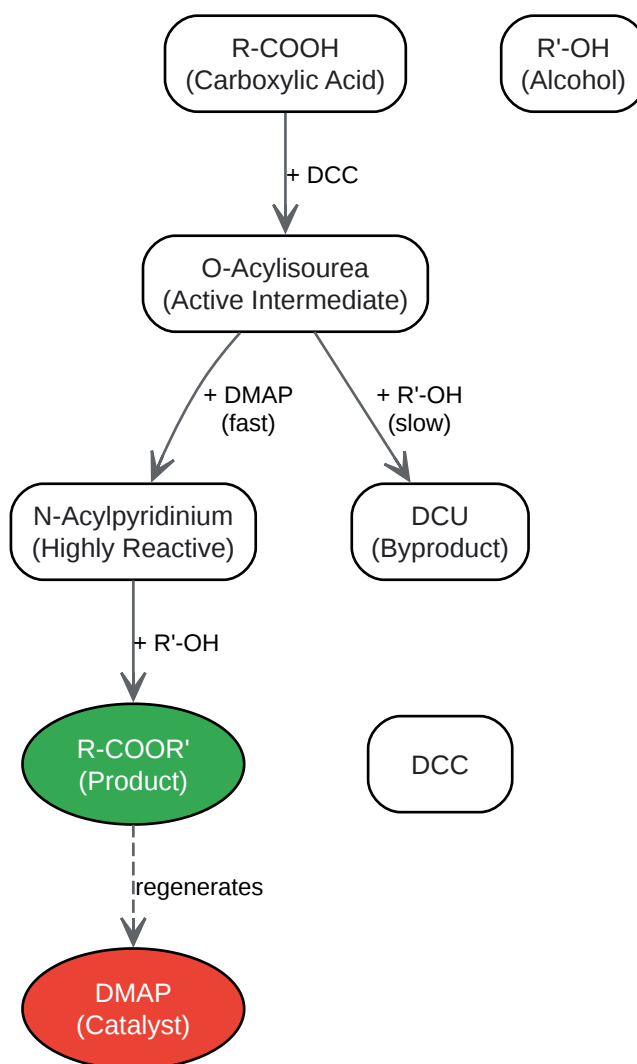 R-COOH
(Carboxylic Acid)
R'-OH
(Alcohol)
+ DCC
O-Acylisourea
(Active Intermediate)
+ DMAP
(fast)
+ R'-OH
(slow)
N-Acylpyridinium
(Highly Reactive)
DCU
(Byproduct)
+ R'-OH
R-COOR'
(Product)
DCC
regenerates
DMAP
(Catalyst)